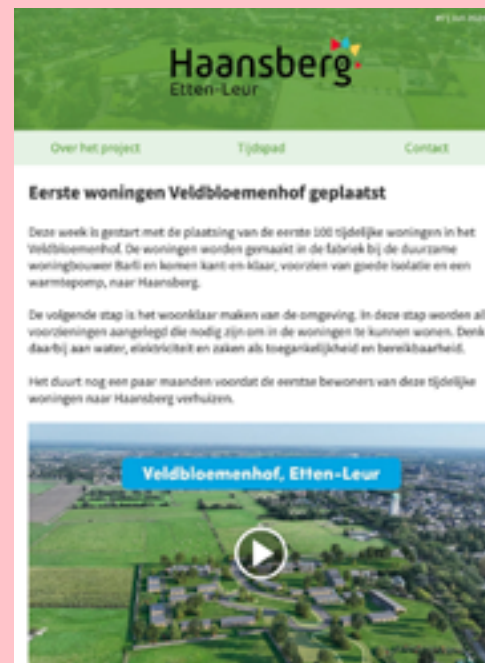 Haansberg
Etten-Leur
Over het project
Tijdspad
Contact
Eerste woningen Veldbloemenhof geplaatst
Deze week is gestart met de plaatsing van de eerste 100 tijdelijke woningen in het
Veldbloemenhof. De woningen worden gemaakt in de fabriek bij de duurzame
woningbouwer Barli en komen kant-en-klaar, voorzien van goede isolatie en een
warmtepomp, naar Haansberg.
De volgende stap is het woonklaar maken van de omgeving. In deze stap worden al
voorzieningen aangelegd die nodig zijn om in de woningen te kunnen wonen. Denk
daarbij aan water, elektriciteit en zaken als toegankelijkheid en bereikbaarheid.
Het duurt nog een paar maanden voordat de eerste bewoners van deze tijdelijke
woningen naar Haansberg verhuizen.
Veldbloemenhof, Etten-Leur